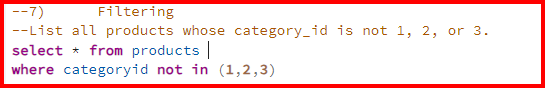 --7)      Filtering
--List all products whose category_id is not 1, 2, or 3.
select * from products
where categoryid not in (1,2,3)